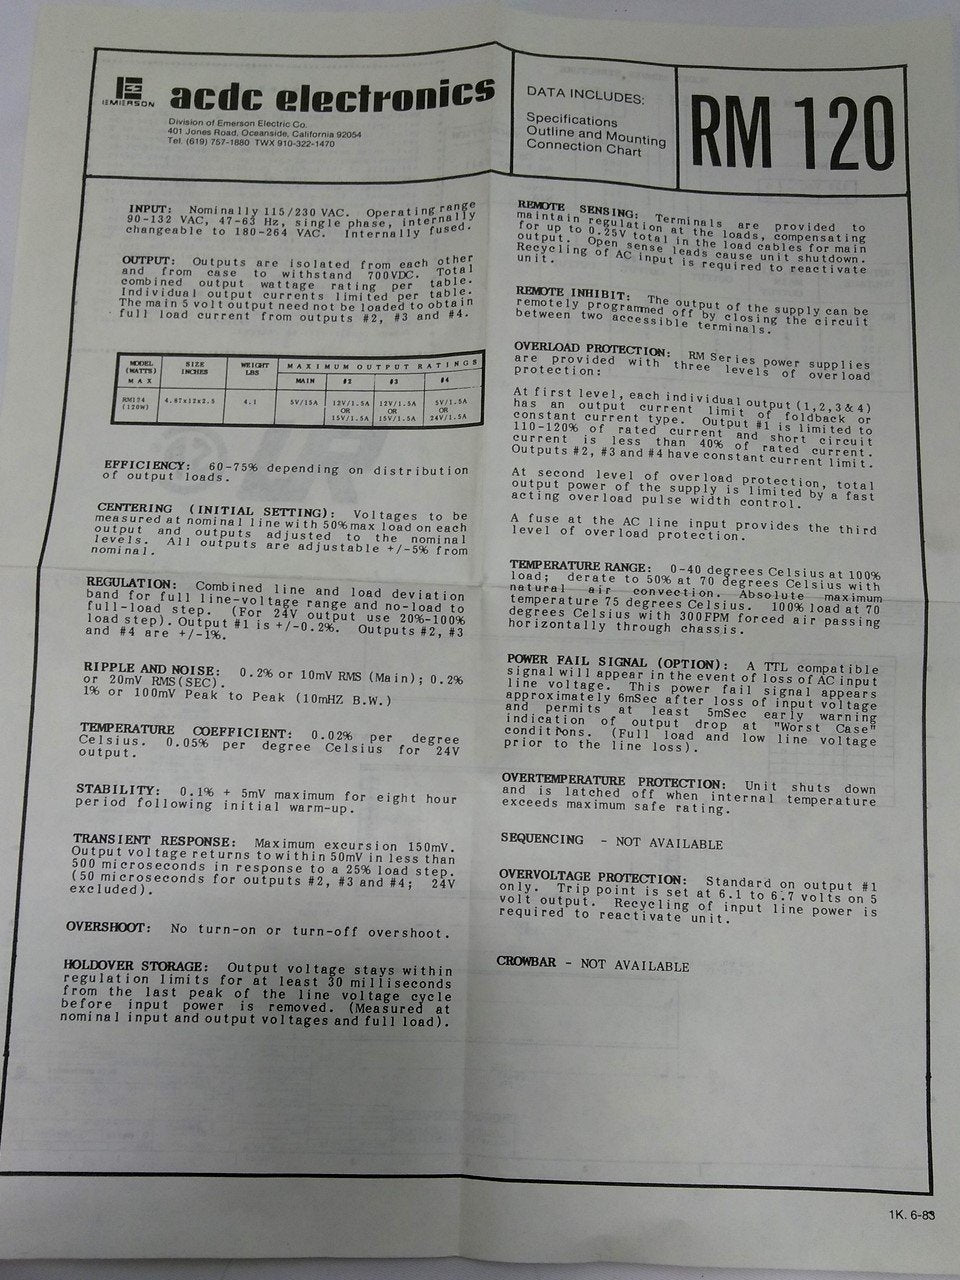 EMERSON
acdc electronics
Division of Emerson Electric Co.
401 Jones Road, Oceanside, California 92054
Tel. (619) 757-1880 TWX 910-322-1470
DATA INCLUDES:
Specifications
Outline and Mounting
Connection Chart
RM 120
INPUT: Nominally 115/230 VAC. Operating range
90-132 VAC, 47-63 Hz, single phase, internally
changeable to 180-264 VAC. Internally fused.
OUTPUT: Outputs are isolated from each other
and from case to withstand 700VDC. Total
combined output wattage rating per table.
Individual output currents limited per table.
The main 5 volt output need not be loaded to obtain
full load current from outputs #2, #3 and #4.
MODEL (WATTS) MAX
SIZE INCHES
WEIGHT LBS
MAXIMUM OUTPUT RATINGS
MAIN #2 #3 #4
RM124 (120W)
4.87x12x2.5
4.1
5V/15A
12V/1.5A OR 15V/1.5A
12V/1.5A OR 15V/1.5A
5V/1.5A OR 24V/1.5A
EFFICIENCY: 60-75% depending on distribution
of output loads.
CENTERING (INITIAL SETTING): Voltages to be
measured at nominal line with 50% max load on each
output and outputs adjusted to the nominal
levels. All outputs are adjustable +/-5% from
nominal.
REGULATION: Combined line and load deviation
band for full line-voltage range and no-load to
full-load step. (For 24V output use 20%-100%
load step). Output #1 is +/-0.2%. Outputs #2, #3
and #4 are +/-1%.
RIPPLE AND NOISE: 0.2% or 10mV RMS (Main); 0.2%
or 20mV RMS(SEC).
1% or 100mV Peak to Peak (10mHZ B.W.)
TEMPERATURE COEFFICIENT: 0.02% per degree
Celsius. 0.05% per degree Celsius for 24V
output.
STABILITY: 0.1% + 5mV maximum for eight hour
period following initial warm-up.
TRANSIENT RESPONSE: Maximum excursion 150mV.
Output voltage returns to within 50mV in less than
500 microseconds in response to a 25% load step.
(50 microseconds for outputs #2, #3 and #4; 24V
excluded).
OVERSHOOT: No turn-on or turn-off overshoot.
HOLDOVER STORAGE: Output voltage stays within
regulation limits for at least 30 milliseconds
from the last peak of the line voltage cycle
before input power is removed. (Measured at
nominal input and output voltages and full load).
REMOTE SENSING: Terminals are provided to
maintain regulation at the loads, compensating
for up to 0.25V total in the load cables for main
output. Open sense leads cause unit shutdown.
Recycling of AC input is required to reactivate
unit.
REMOTE INHIBIT: The output of the supply can be
remotely programmed off by closing the circuit
between two accessible terminals.
OVERLOAD PROTECTION: RM Series power supplies
are provided with three levels of overload
protection:
At first level, each individual output (1,2,3 & 4)
has an output current limit of foldback or
constant current type. Output #1 is limited to
110-120% of rated current and short circuit
current is less than 40% of rated current.
Outputs #2, #3 and #4 have constant current limit.
At second level of overload protection, total
output power of the supply is limited by a fast
acting overload pulse width control.
A fuse at the AC line input provides the third
level of overload protection.
TEMPERATURE RANGE: 0-40 degrees Celsius at 100%
load; derate to 50% at 70 degrees Celsius with
natural air convection. Absolute maximum
temperature 75 degrees Celsius. 100% load at 70
degrees Celsius with 300FPM forced air passing
horizontally through chassis.
POWER FAIL SIGNAL (OPTION): A TTL compatible
signal will appear in the event of loss of AC input
line voltage. This power fail signal appears
approximately 6mSec after loss of input voltage
and permits at least 5mSec early warning
indication of output drop at "Worst Case"
conditions. (Full load and low line voltage
prior to the line loss).
OVERTEMPERATURE PROTECTION: Unit shuts down
and is latched off when internal temperature
exceeds maximum safe rating.
SEQUENCING - NOT AVAILABLE
OVERVOLTAGE PROTECTION: Standard on output #1
only. Trip point is set at 6.1 to 6.7 volts on 5
volt output. Recycling of input line power is
required to reactivate unit.
CROWBAR - NOT AVAILABLE
1K. 6-83